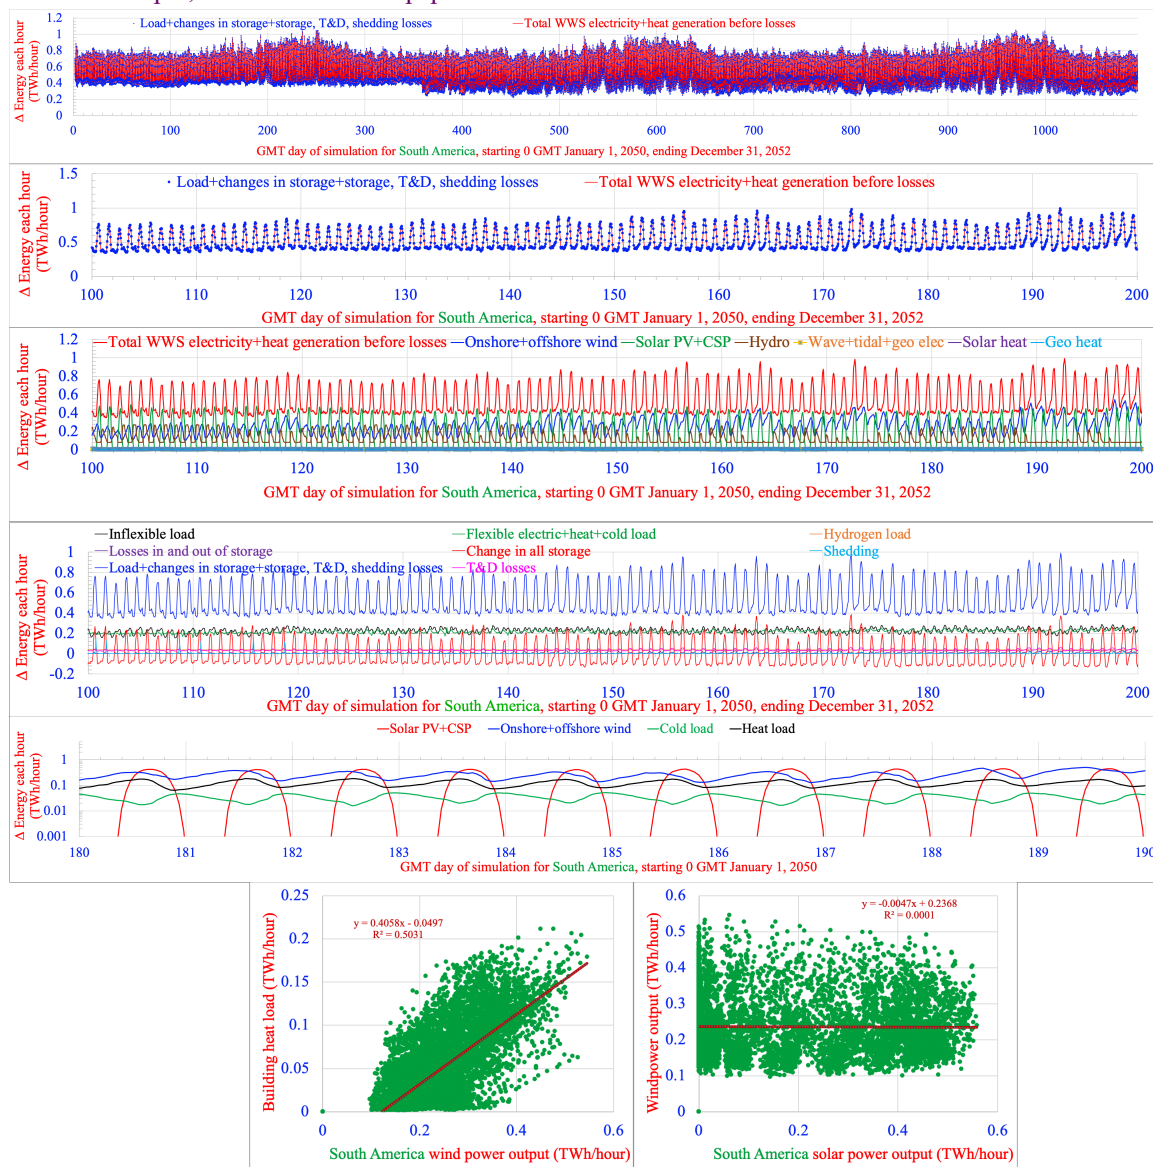 Load+changes in storage+storage, T&D, shedding losses
Total WWS electricity+heat generation before losses
Δ Energy each hour
(TWh/hour)
1.2
1
0.8
0.6
0.4
0.2
0
0 100 200 300 400 500 600 700 800 900 1000
GMT day of simulation for South America, starting 0 GMT January 1, 2050, ending December 31, 2052
Load+changes in storage+storage, T&D, shedding losses
Total WWS electricity+heat generation before losses
Δ Energy each hour
(TWh/hour)
1.5
1
0.5
0
100 110 120 130 140 150 160 170 180 190 200
GMT day of simulation for South America, starting 0 GMT January 1, 2050, ending December 31, 2052
Total WWS electricity+heat generation before losses Onshore+offshore wind Solar PV+CSP Hydro Wave+tidal+geo elec Solar heat Geo heat
Δ Energy each hour
(TWh/hour)
1.2
1
0.8
0.6
0.4
0.2
0
100 110 120 130 140 150 160 170 180 190 200
GMT day of simulation for South America, starting 0 GMT January 1, 2050, ending December 31, 2052
Inflexible load Flexible electric+heat+cold load Hydrogen load
Losses in and out of storage Change in all storage Shedding
Load+changes in storage+storage, T&D, shedding losses T&D losses
Δ Energy each hour
(TWh/hour)
1
0.8
0.6
0.4
0.2
0
-0.2
100 110 120 130 140 150 160 170 180 190 200
GMT day of simulation for South America, starting 0 GMT January 1, 2050, ending December 31, 2052
Solar PV+CSP Onshore+offshore wind Cold load Heat load
Δ Energy each hour
(TWh/hour)
1
0.1
0.01
0.001
180 181 182 183 184 185 186 187 188 189 190
GMT day of simulation for South America, starting 0 GMT January 1, 2050
Building heat load (TWh/hour)
0.25
0.2
0.15
0.1
0.05
0
y = 0.4058x - 0.0497
R² = 0.5031
0 0.2 0.4 0.6
South America wind power output (TWh/hour)
Windpower output (TWh/hour)
0.6
0.5
0.4
0.3
0.2
0.1
0
y = -0.0047x + 0.2368
R² = 0.0001
0 0.2 0.4 0.6
South America solar power output (TWh/hour)